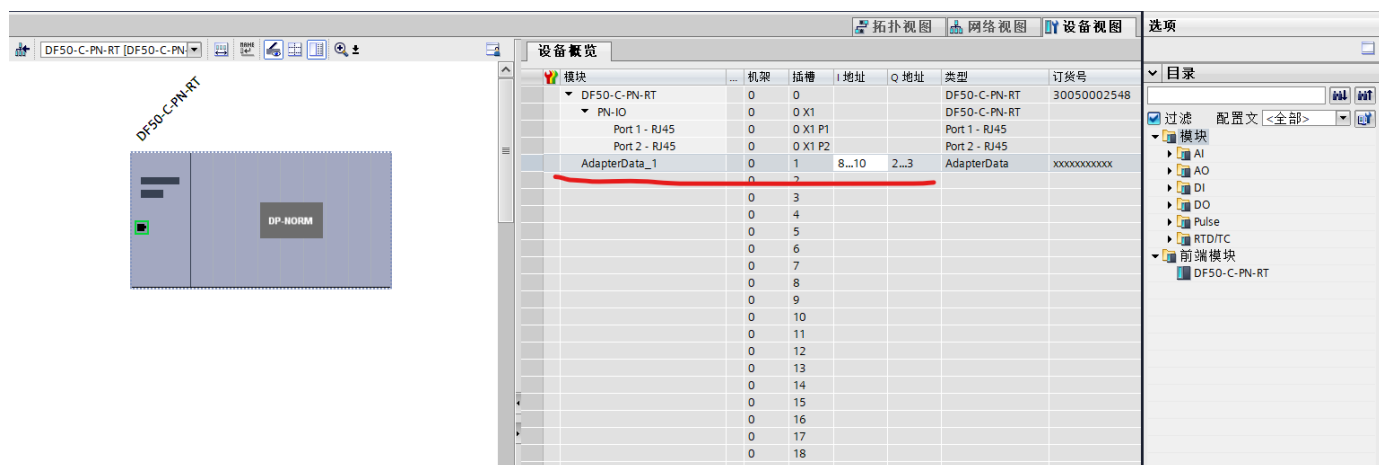 拓扑视图 网络视图 设备视图 选项
DF50-C-PN-RT [DF50-C-PN- 设备概览
DF50-C-PN-RT
DP-NORM
模块 ... 机架 插槽 I 地址 Q 地址 类型 订货号
DF50-C-PN-RT 0 0 DF50-C-PN-RT 30050002548
PN-IO 0 0 X1 DF50-C-PN-RT
Port 1 - RJ45 0 0 X1 P1 Port 1 - RJ45
Port 2 - RJ45 0 0 X1 P2 Port 2 - RJ45
AdapterData_1 0 1 8...10 2...3 AdapterData xxxxxxxxxxx
0 2
0 3
0 4
0 5
0 6
0 7
0 8
0 9
0 10
0 11
0 12
0 13
0 14
0 15
0 16
0 17
0 18
目录
过滤 配置文 <全部>
模块
AI
AO
DI
DO
Pulse
RTD/TC
前端模块
DF50-C-PN-RT